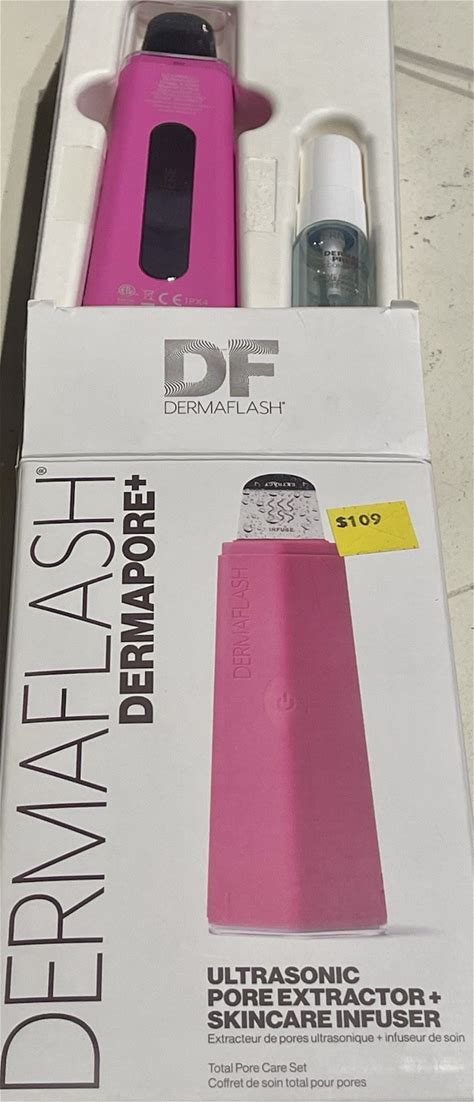 IPX4
DF
DERMAFLASH®
DERMAFLASH®
DERMAPORE+
EXTRACT
INFUSE
$109
DERMAFLASH
ULTRASONIC
PORE EXTRACTOR +
SKINCARE INFUSER
Extracteur de pores ultrasonique + infuseur de soin
Total Pore Care Set
Coffret de soin total pour pores